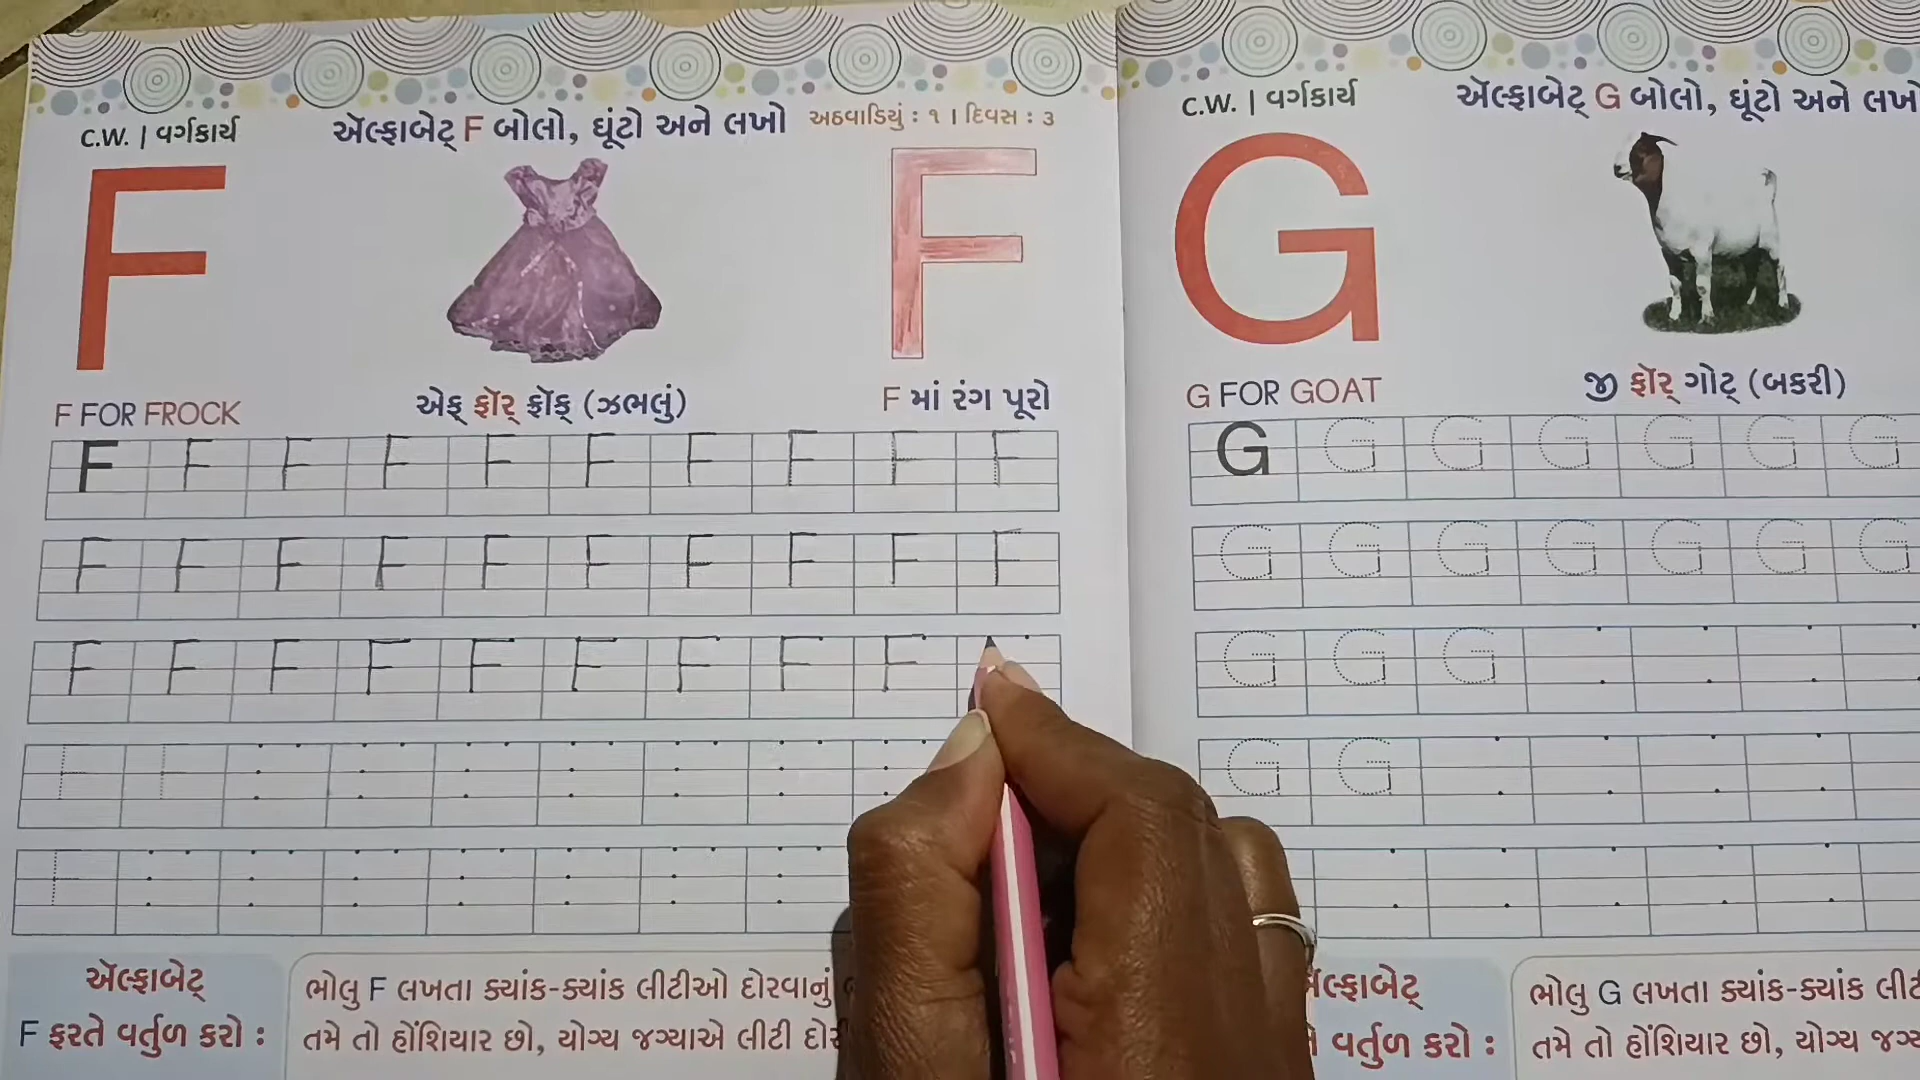 C.W. | વર્ગકાર્ય
ઍલ્ફાબેટ્ F બોલો, ઘૂંટો અને લખો
અઠવાડિયું : ૧ | દિવસ : ૩
F
F
F FOR FROCK
એફ્ ફૉર્ ફ્રૉક્ (ઝભલું)
F માં રંગ પૂરો
F F F F F F F F F F
F F F F F F F F F F
F F F F F F F F F
F F
F
ઍલ્ફાબેટ્
F ફરતે વર્તુળ કરો :
ભોલુ F લખતા ક્યાંક-ક્યાંક લીટીઓ દોરવાનું
તમે તો હોંશિયાર છો, યોગ્ય જગ્યાએ લીટી
C.W. | વર્ગકાર્ય
ઍલ્ફાબેટ્ G બોલો, ઘૂંટો અને લખો
G
G FOR GOAT
જી ફૉર્ ગોટ્ (બકરી)
G G G G G G G
G G G G G G G
G G G
G G
વર્તુળ કરો :
ભોલુ G લખતા ક્યાંક-ક્યાંક
તમે તો હોંશિયાર છો, યોગ્ય